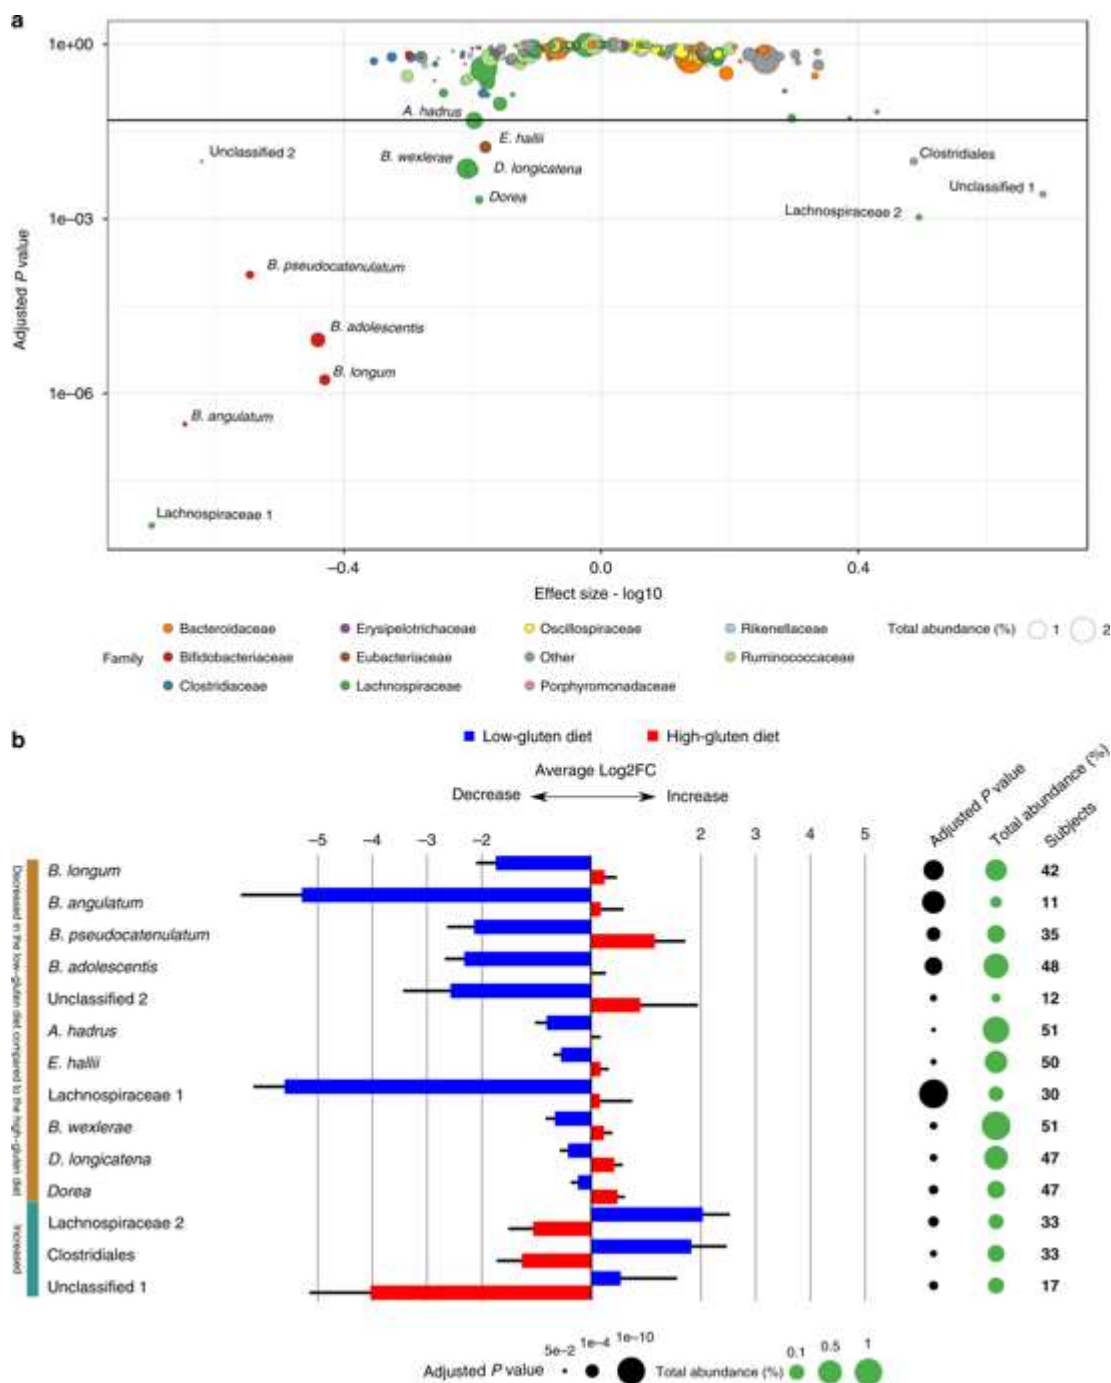 a
1e+00
A. hadrus
E. hallii
Unclassified 2
B. wexlerae
D. longicatena
Clostridiales
Dorea
Unclassified 1
1e−03
Lachnospiraceae 2
B. pseudocatenulatum
Adjusted P value
B. adolescentis
B. longum
1e−06
B. angulatum
Lachnospiraceae 1
−0.4 0.0 0.4
Effect size - log10
Bacteroidaceae Erysipelotrichaceae Oscillospiraceae Rikenellaceae Total abundance (%) 1 2
Family Bifidobacteriaceae Eubacteriaceae Other Ruminococcaceae
Clostridiaceae Lachnospiraceae Porphyromonadaceae
b
Low-gluten diet High-gluten diet
Average Log2FC
Decrease Increase
Adjusted P value Total abundance (%) Subjects
−5 −4 −3 −2 2 3 4 5
Decreased in the low−gluten diet compared to the high−gluten diet
B. longum 42
B. angulatum 11
B. pseudocatenulatum 35
B. adolescentis 48
Unclassified 2 12
A. hadrus 51
E. hallii 50
Lachnospiraceae 1 30
B. wexlerae 51
D. longicatena 47
Dorea 47
Increased
Lachnospiraceae 2 33
Clostridiales 33
Unclassified 1 17
Adjusted P value 5e−2 1e−4 1e−10 Total abundance (%) 0.1 0.5 1